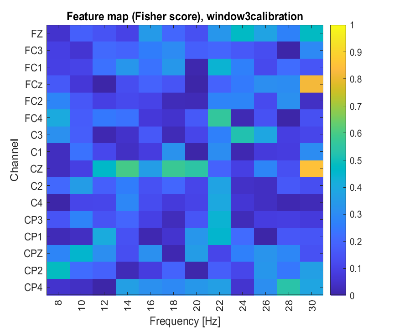 Feature map (Fisher score), window3calibration
Channel
FZ
FC3
FC1
FCz
FC2
FC4
C3
C1
CZ
C2
C4
CP3
CP1
CPZ
CP2
CP4
8 10 12 14 16 18 20 22 24 26 28 30
Frequency [Hz]
1
0.9
0.8
0.7
0.6
0.5
0.4
0.3
0.2
0.1
0